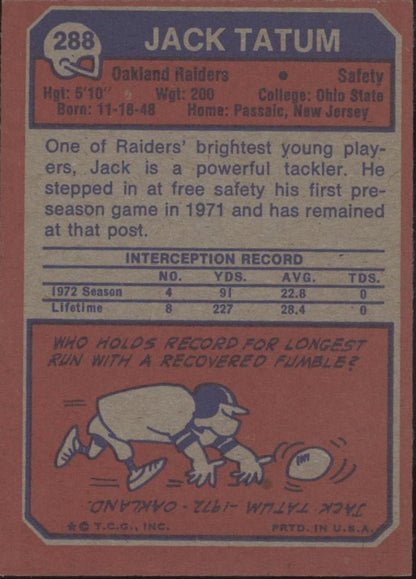 288 JACK TATUM
Oakland Raiders • Safety
Hgt: 5'10" Wgt: 200 College: Ohio State
Born: 11-18-48 Home: Passaic, New Jersey
One of Raiders' brightest young play-
ers, Jack is a powerful tackler. He
stepped in at free safety his first pre-
season game in 1971 and has remained
at that post.
INTERCEPTION RECORD
NO. YDS. AVG. TDS.
1972 Season 4 91 22.8 0
Lifetime 8 227 28.4 0
WHO HOLDS RECORD FOR LONGEST
RUN WITH A RECOVERED FUMBLE?
JACK TATUM -1972 - OAKLAND.
* © T.C.G., INC. PRTD. IN U.S.A.